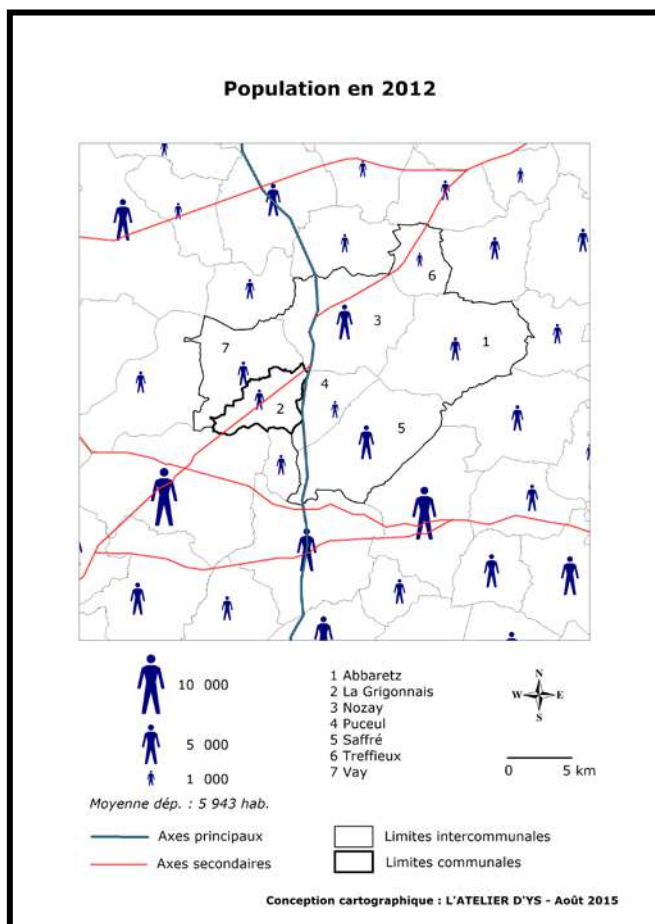 Population en 2012
7
6
3
1
4
2
5
10 000
5 000
1 000
Moyenne dép. : 5 943 hab.
1 Abbaretz
2 La Grigonnais
3 Nozay
4 Puceul
5 Saffré
6 Treffieux
7 Vay
N
W E
S
0 5 km
Axes principaux
Axes secondaires
Limites intercommunales
Limites communales
Conception cartographique : L'ATELIER D'YS - Août 2015